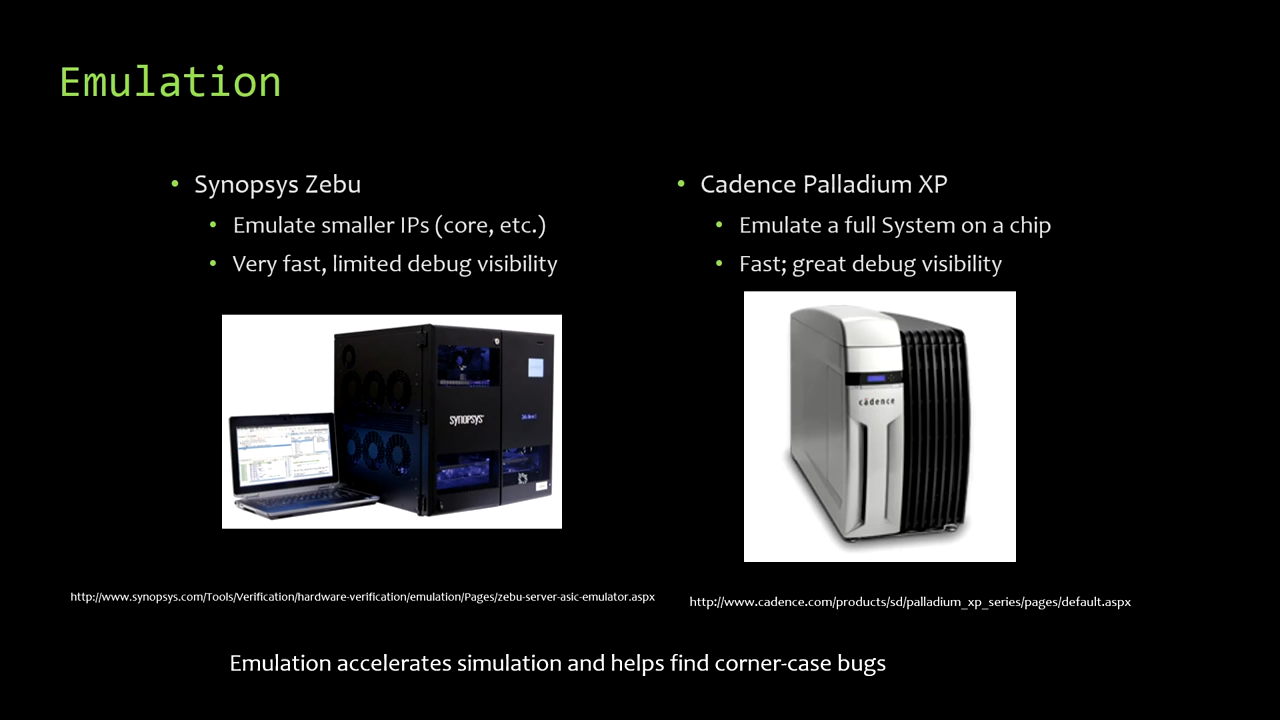 Emulation
• Synopsys Zebu
• Emulate smaller IPs (core, etc.)
• Very fast, limited debug visibility
SYNOPSYS
http://www.synopsys.com/Tools/Verification/hardware-verification/emulation/Pages/zebu-server-asic-emulator.aspx
• Cadence Palladium XP
• Emulate a full System on a chip
• Fast; great debug visibility
cādence
http://www.cadence.com/products/sd/palladium_xp_series/pages/default.aspx
Emulation accelerates simulation and helps find corner-case bugs